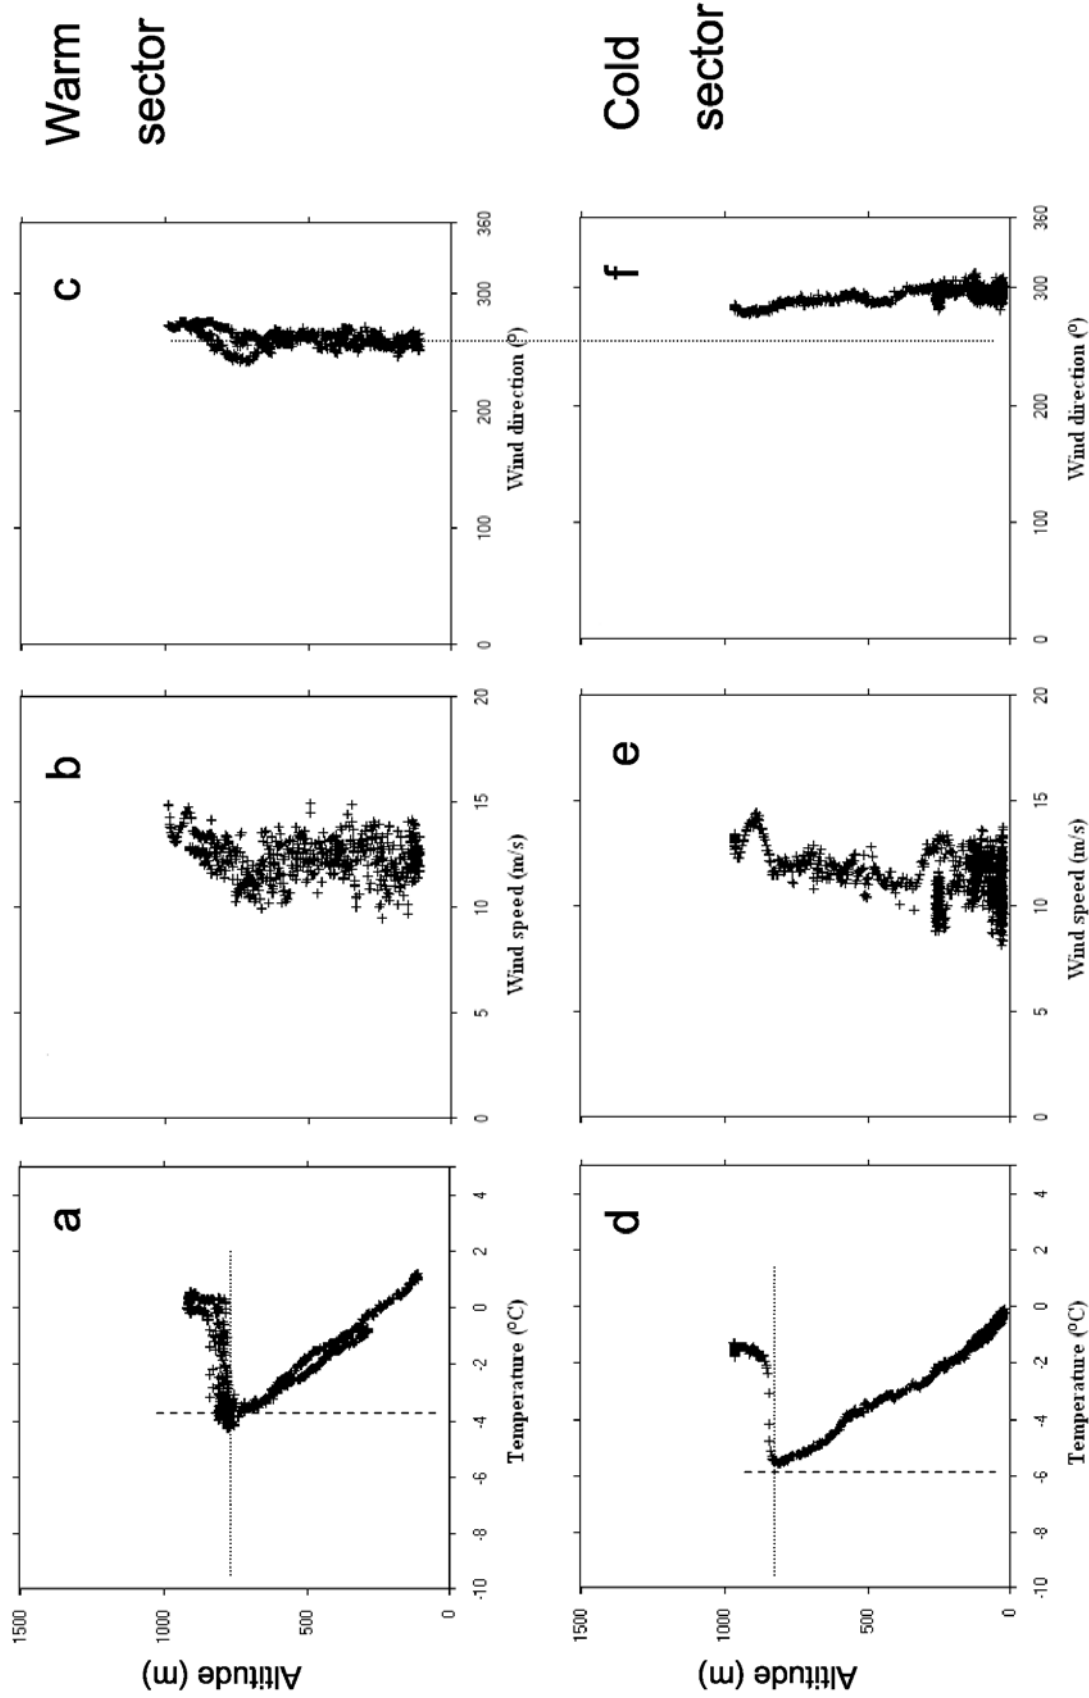 a
b
c
Warm
sector
Altitude (m)
1500
1000
500
0
-10 -8 -6 -4 -2 0 2 4
Temperature (°C)
0 5 10 15 20
Wind speed (m/s)
0 100 200 300 360
Wind direction (°)
d
e
f
Cold
sector
Altitude (m)
1500
1000
500
0
-10 -8 -6 -4 -2 0 2 4
Temperature (°C)
0 5 10 15 20
Wind speed (m/s)
0 100 200 300 360
Wind direction (°)